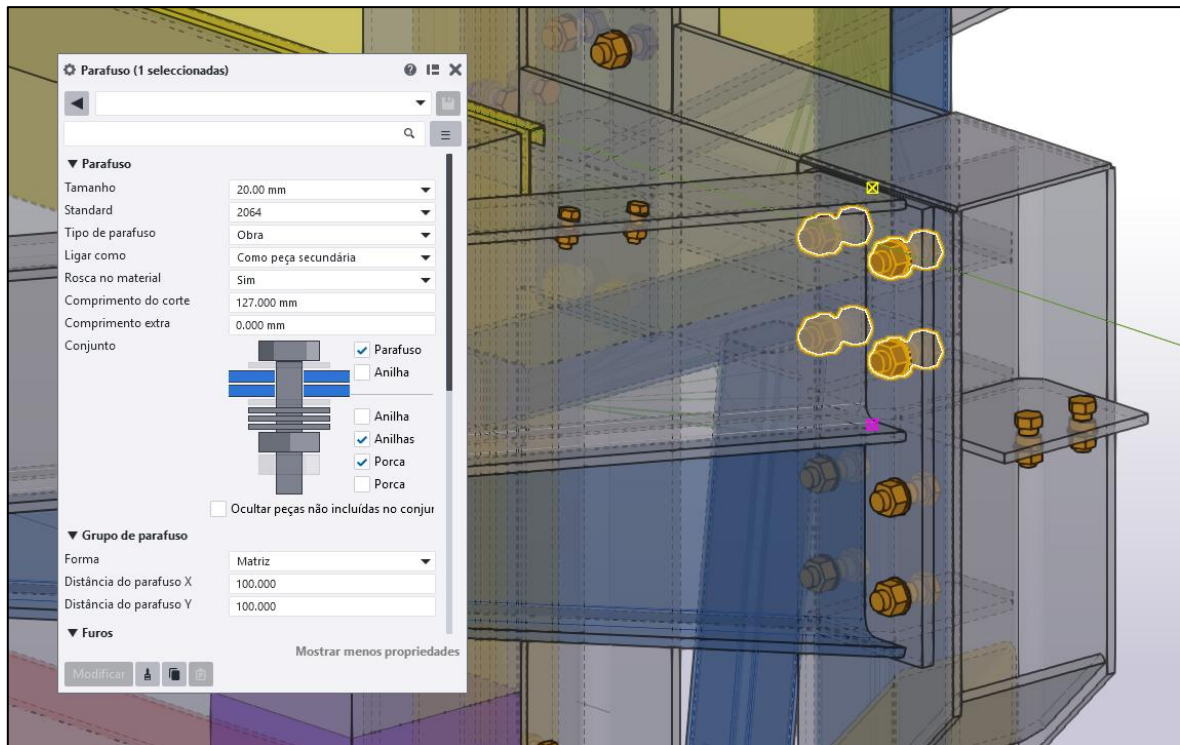 Parafuso (1 seleccionadas)
Parafuso
Tamanho 20.00 mm
Standard 2064
Tipo de parafuso Obra
Ligar como Como peça secundária
Rosca no material Sim
Comprimento do corte 127.000 mm
Comprimento extra 0.000 mm
Conjunto Parafuso
Anilha
Anilha
Anilhas
Porca
Porca
Ocultar peças não incluídas no conjur
Grupo de parafuso
Forma Matriz
Distância do parafuso X 100.000
Distância do parafuso Y 100.000
Furos
Mostrar menos propriedades
Modificar